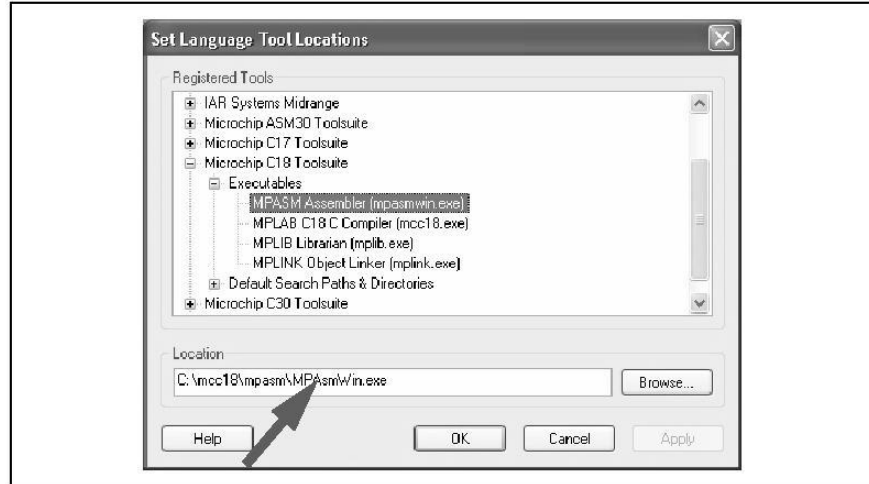 Set Language Tool Locations
Registered Tools
IAR Systems Midrange
Microchip ASM30 Toolsuite
Microchip C17 Toolsuite
Microchip C18 Toolsuite
Executables
MPASM Assembler (mpasmwin.exe)
MPLAB C18 C Compiler (mcc18.exe)
MPLIB Librarian (mplib.exe)
MPLINK Object Linker (mplink.exe)
Default Search Paths & Directories
Microchip C30 Toolsuite
Location
C:\mcc18\mpasm\MPAsmWin.exe
Browse...
Help
OK
Cancel
Apply